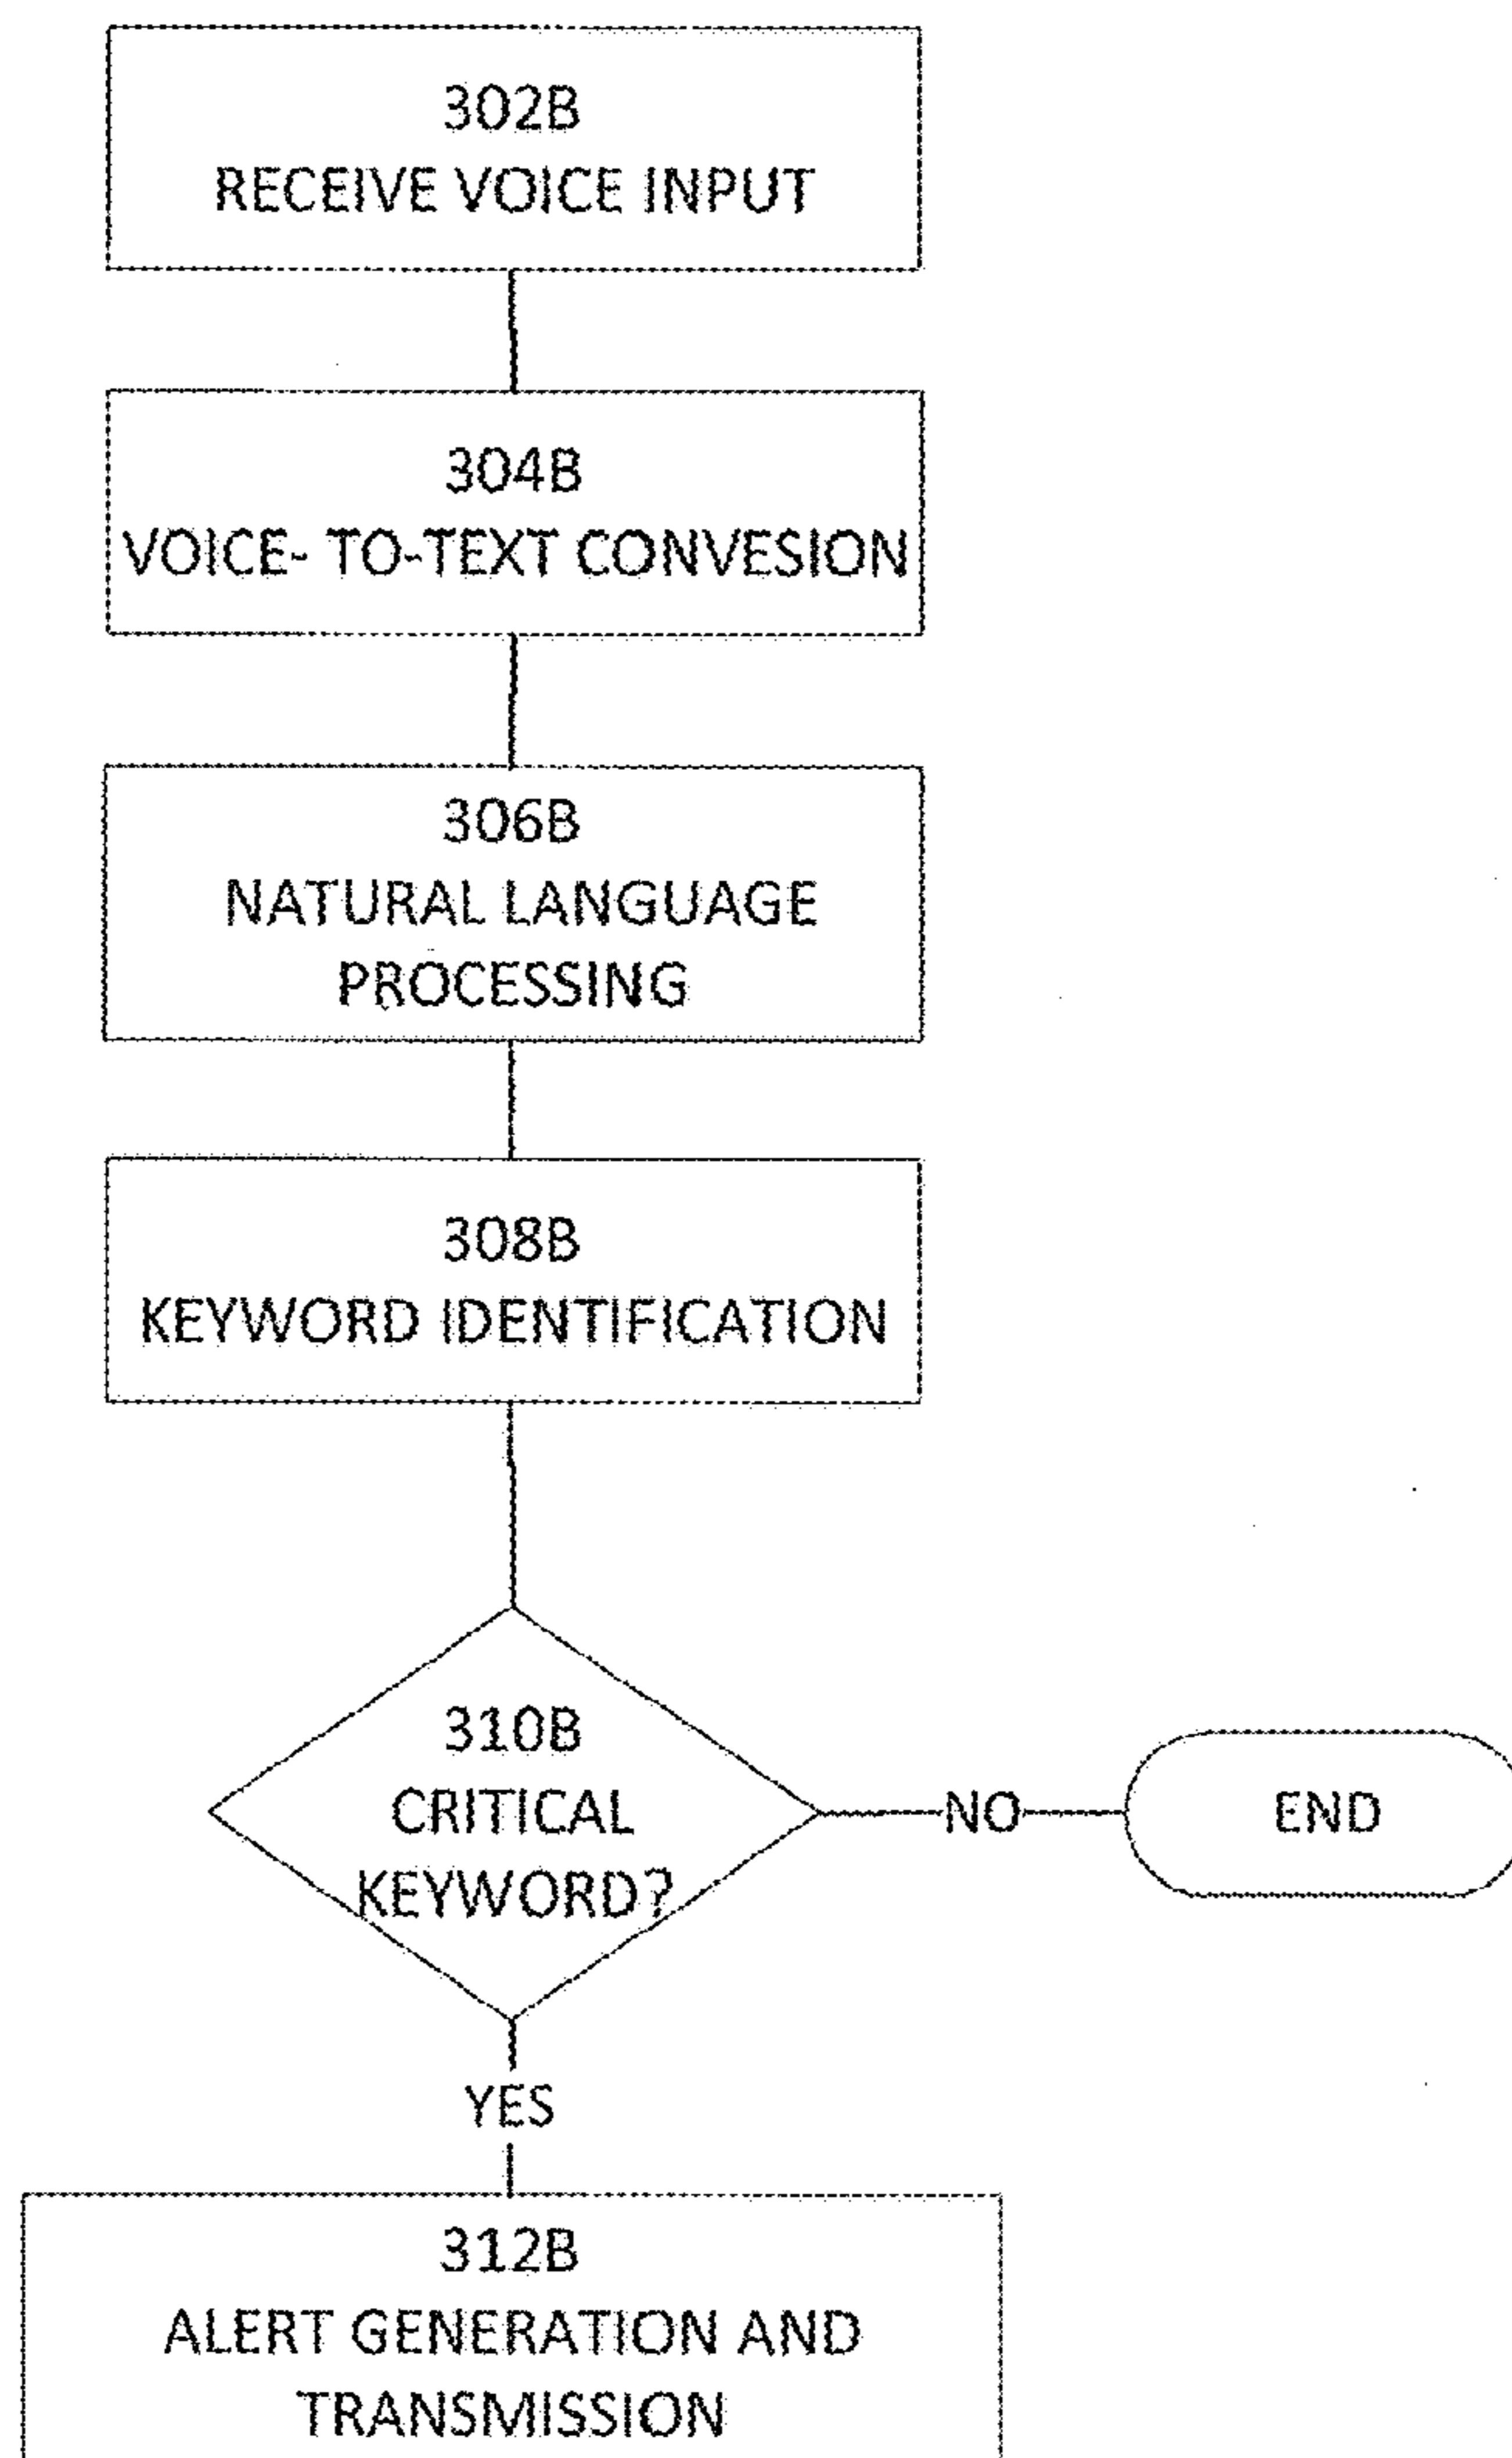 302B
RECEIVE VOICE INPUT
304B
VOICE- TO-TEXT CONVESION
306B
NATURAL LANGUAGE
PROCESSING
308B
KEYWORD IDENTIFICATION
310B
CRITICAL
KEYWORD?
NO
END
YES
312B
ALERT GENERATION AND
TRANSMISSION